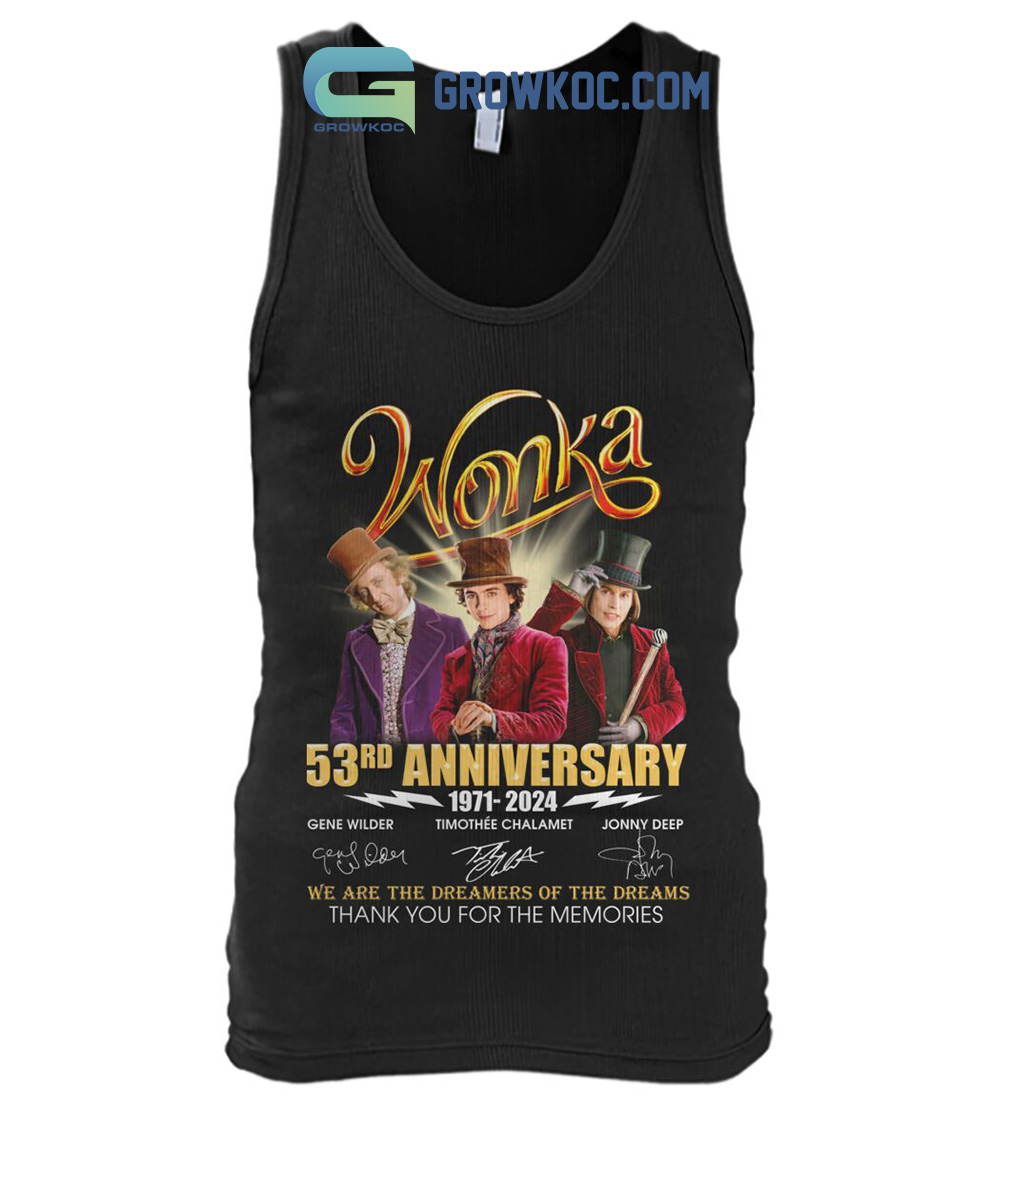 GROWKOC
GROWKOC.COM
Wonka
53RD ANNIVERSARY
1971- 2024
GENE WILDER TIMOTHÉE CHALAMET JONNY DEEP
WE ARE THE DREAMERS OF THE DREAMS
THANK YOU FOR THE MEMORIES